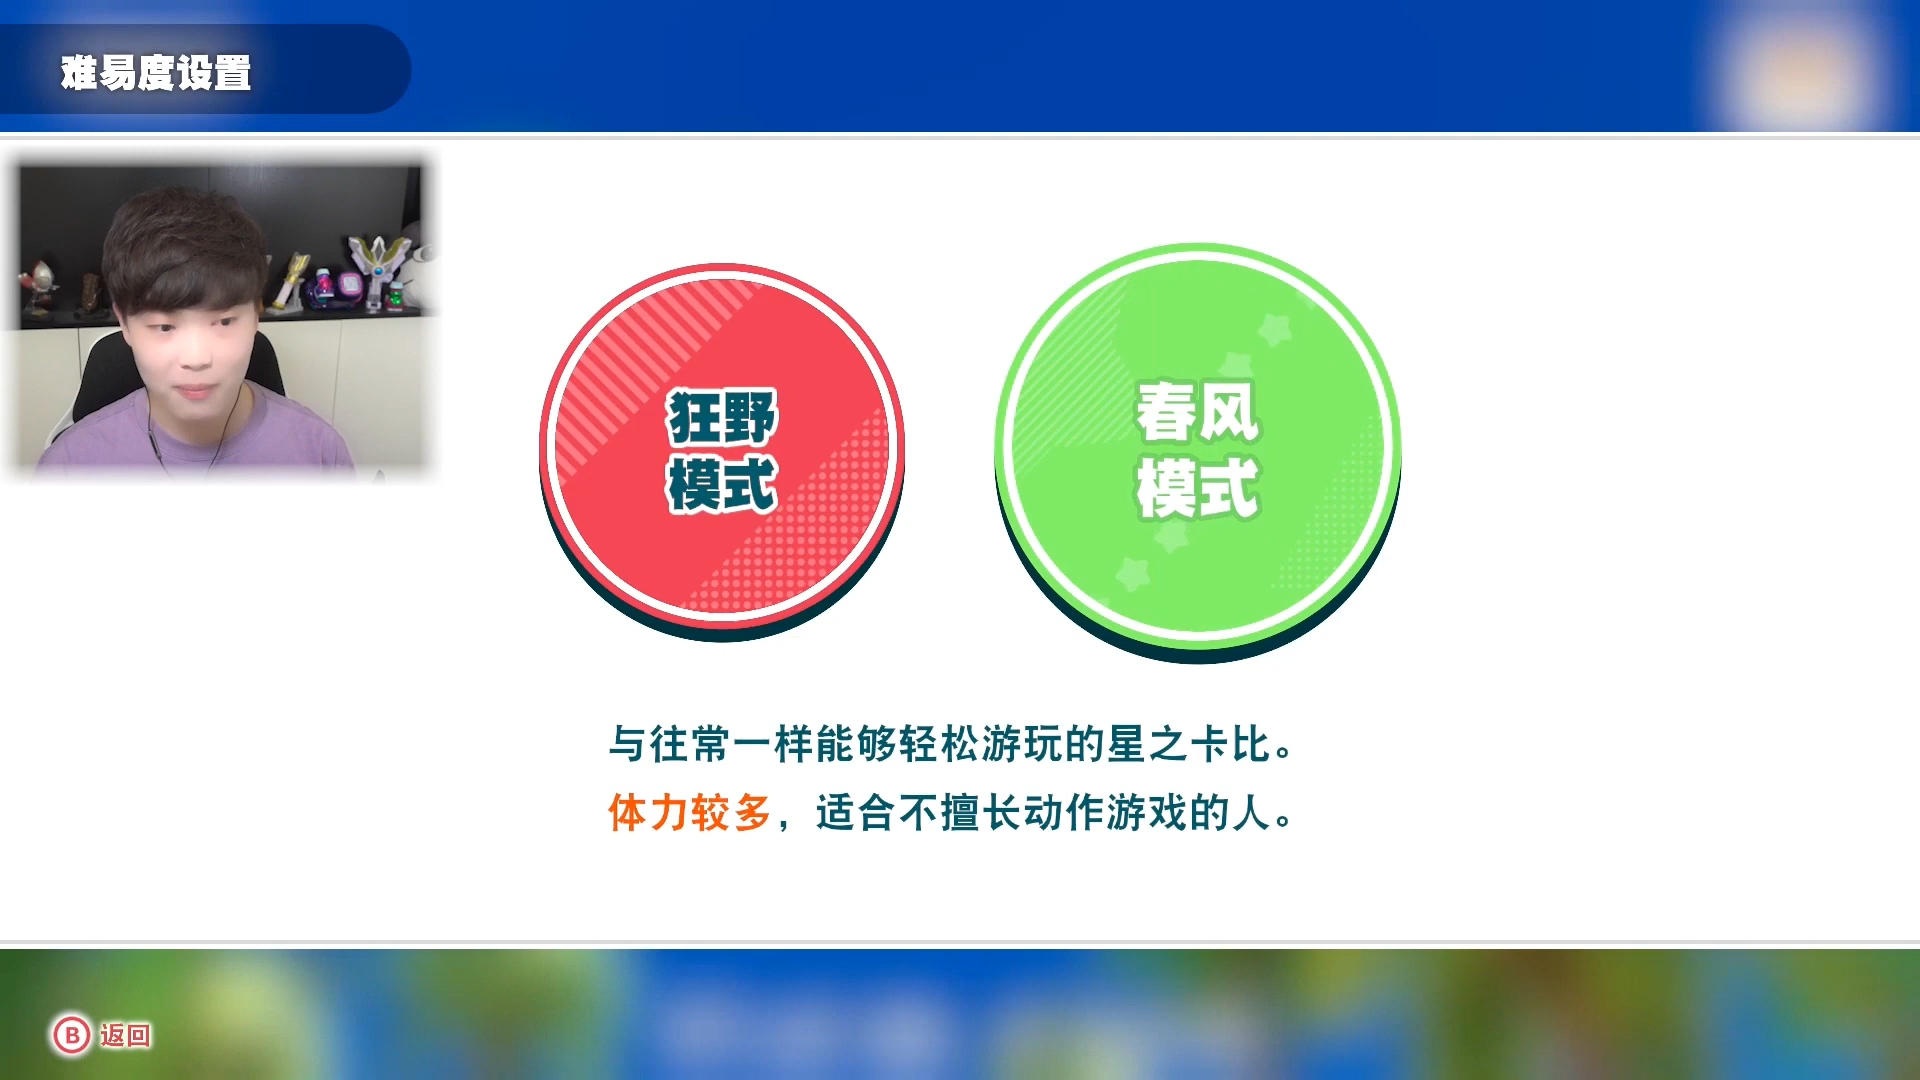 难易度设置
狂野
模式
春风
模式
与往常一样能够轻松游玩的星之卡比。
体力较多，适合不擅长动作游戏的人。
B 返回